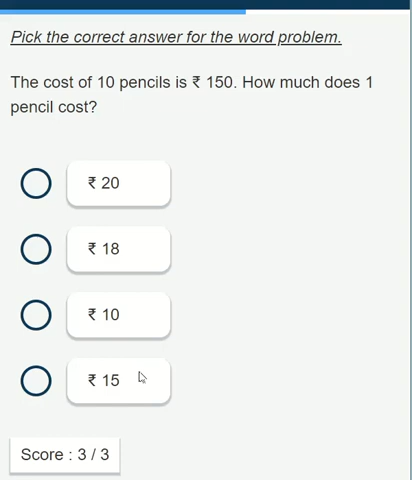 Pick the correct answer for the word problem.
The cost of 10 pencils is ₹ 150. How much does 1
pencil cost?
₹ 20
₹ 18
₹ 10
₹ 15
Score : 3 / 3